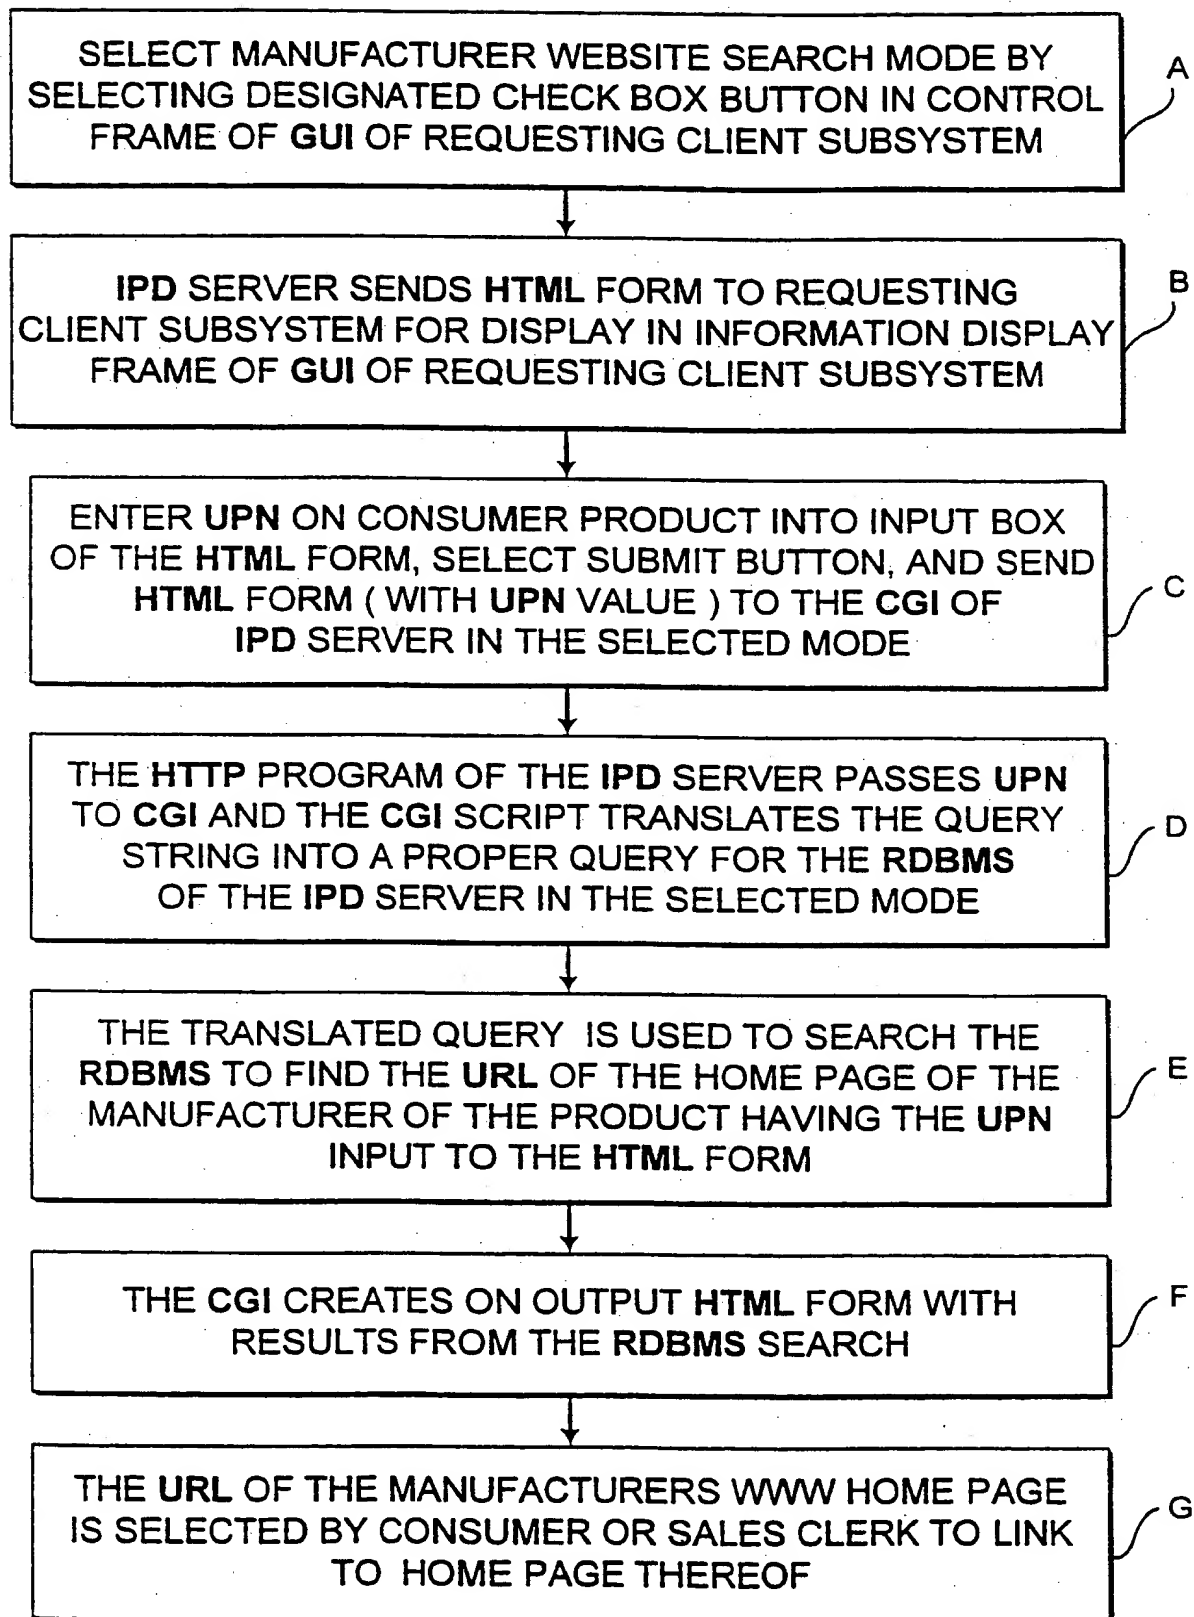 SELECT MANUFACTURER WEBSITE SEARCH MODE BY
SELECTING DESIGNATED CHECK BOX BUTTON IN CONTROL
FRAME OF GUI OF REQUESTING CLIENT SUBSYSTEM
A
IPD SERVER SENDS HTML FORM TO REQUESTING
CLIENT SUBSYSTEM FOR DISPLAY IN INFORMATION DISPLAY
FRAME OF GUI OF REQUESTING CLIENT SUBSYSTEM
B
ENTER UPN ON CONSUMER PRODUCT INTO INPUT BOX
OF THE HTML FORM, SELECT SUBMIT BUTTON, AND SEND
HTML FORM ( WITH UPN VALUE ) TO THE CGI OF
IPD SERVER IN THE SELECTED MODE
C
THE HTTP PROGRAM OF THE IPD SERVER PASSES UPN
TO CGI AND THE CGI SCRIPT TRANSLATES THE QUERY
STRING INTO A PROPER QUERY FOR THE RDBMS
OF THE IPD SERVER IN THE SELECTED MODE
D
THE TRANSLATED QUERY IS USED TO SEARCH THE
RDBMS TO FIND THE URL OF THE HOME PAGE OF THE
MANUFACTURER OF THE PRODUCT HAVING THE UPN
INPUT TO THE HTML FORM
E
THE CGI CREATES ON OUTPUT HTML FORM WITH
RESULTS FROM THE RDBMS SEARCH
F
THE URL OF THE MANUFACTURERS WWW HOME PAGE
IS SELECTED BY CONSUMER OR SALES CLERK TO LINK
TO HOME PAGE THEREOF
G